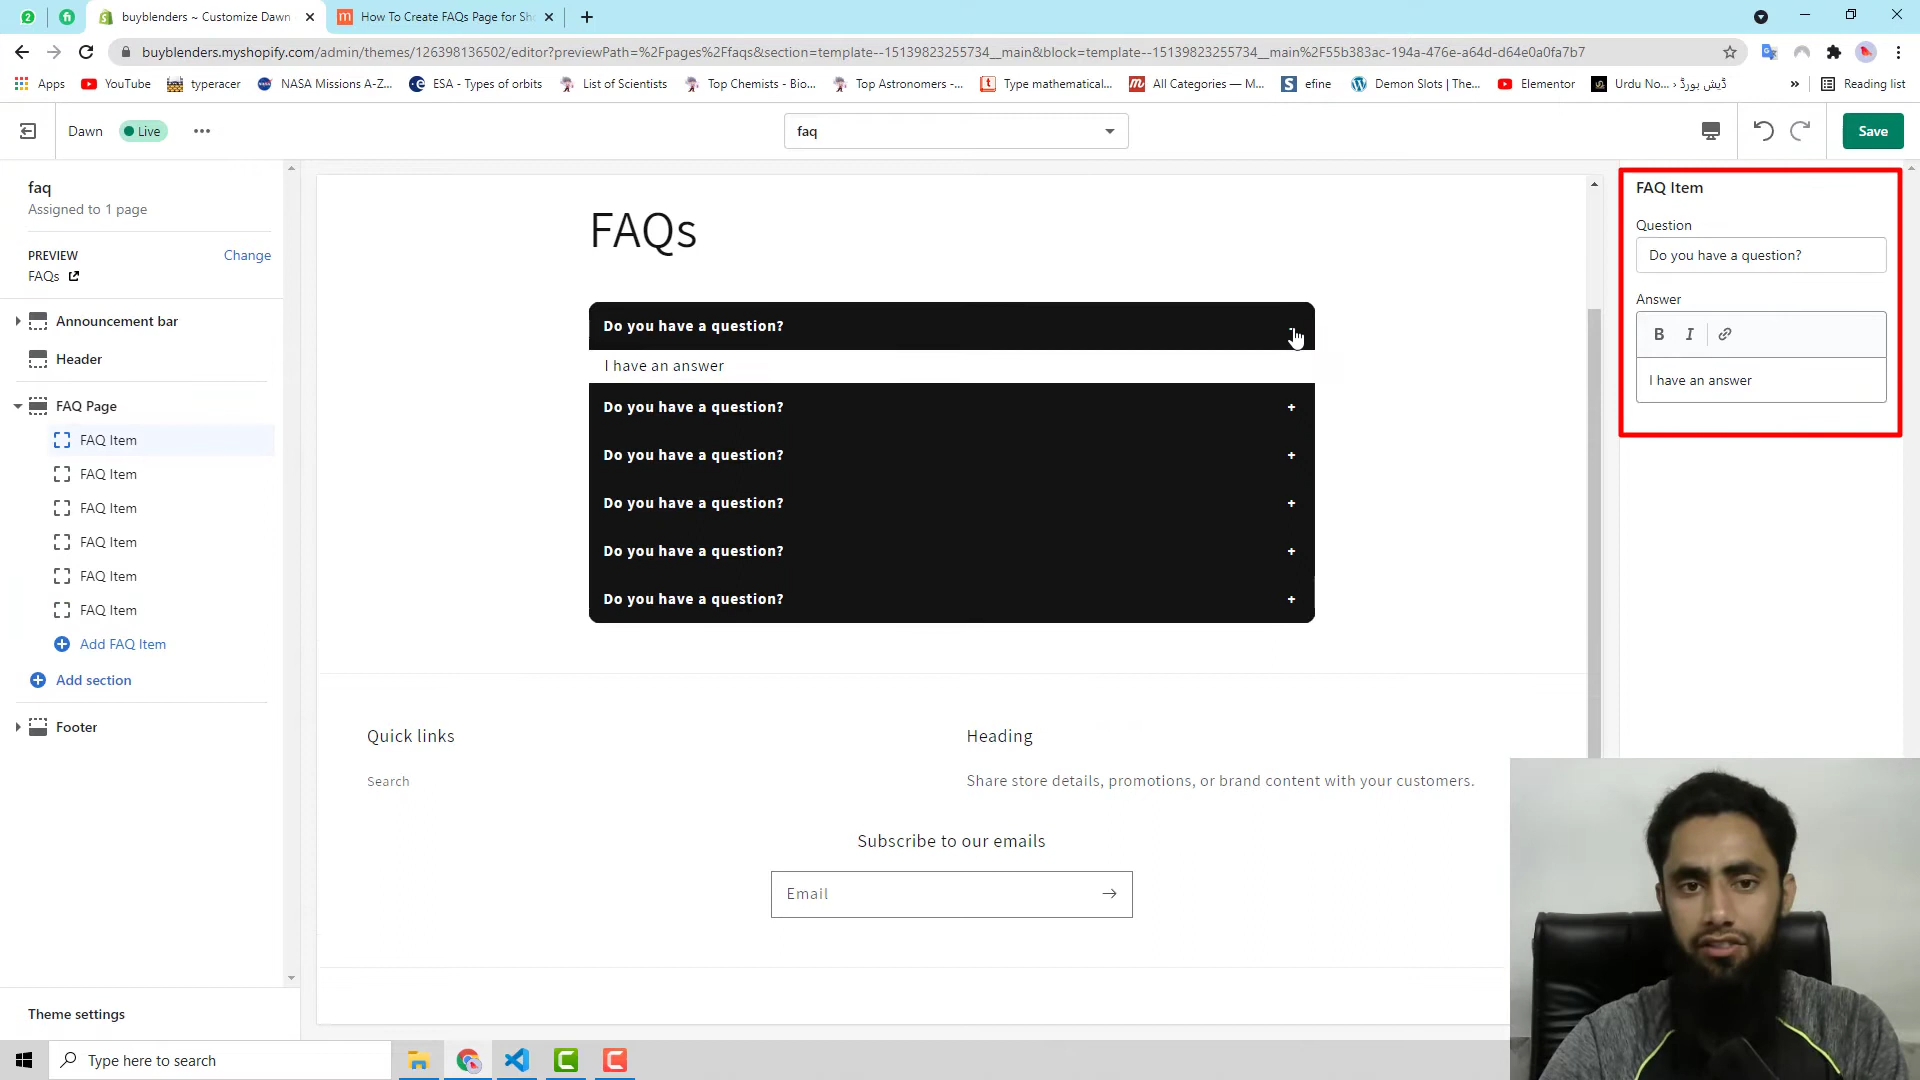 buyblenders ~ Customize Dawn
How To Create FAQs Page for Sh
buyblenders.myshopify.com/admin/themes/126398136502/editor?previewPath=%2Fpages%2Ffaqs&section=template--15139823255734__main&block=template--15139823255734__main%2F55b383ac-194a-476e-a64d-d64e0a0fa7b7
Apps
YouTube
typeracer
NASA Missions A-Z...
ESA - Types of orbits
List of Scientists
Top Chemists - Bio...
Top Astronomers -...
Type mathematical...
All Categories — M...
efine
Demon Slots | The...
Elementor
Urdu No... ‹ ڈیش بورڈ
Reading list
Dawn
Live
faq
Save
faq
Assigned to 1 page
PREVIEW
Change
FAQs
Announcement bar
Header
FAQ Page
FAQ Item
FAQ Item
FAQ Item
FAQ Item
FAQ Item
FAQ Item
Add FAQ Item
Add section
Footer
Theme settings
FAQs
Do you have a question?
I have an answer
Do you have a question? +
Do you have a question? +
Do you have a question? +
Do you have a question? +
Do you have a question? +
Quick links
Heading
Search
Share store details, promotions, or brand content with your customers.
Subscribe to our emails
Email
FAQ Item
Question
Do you have a question?
Answer
B I
I have an answer
Type here to search